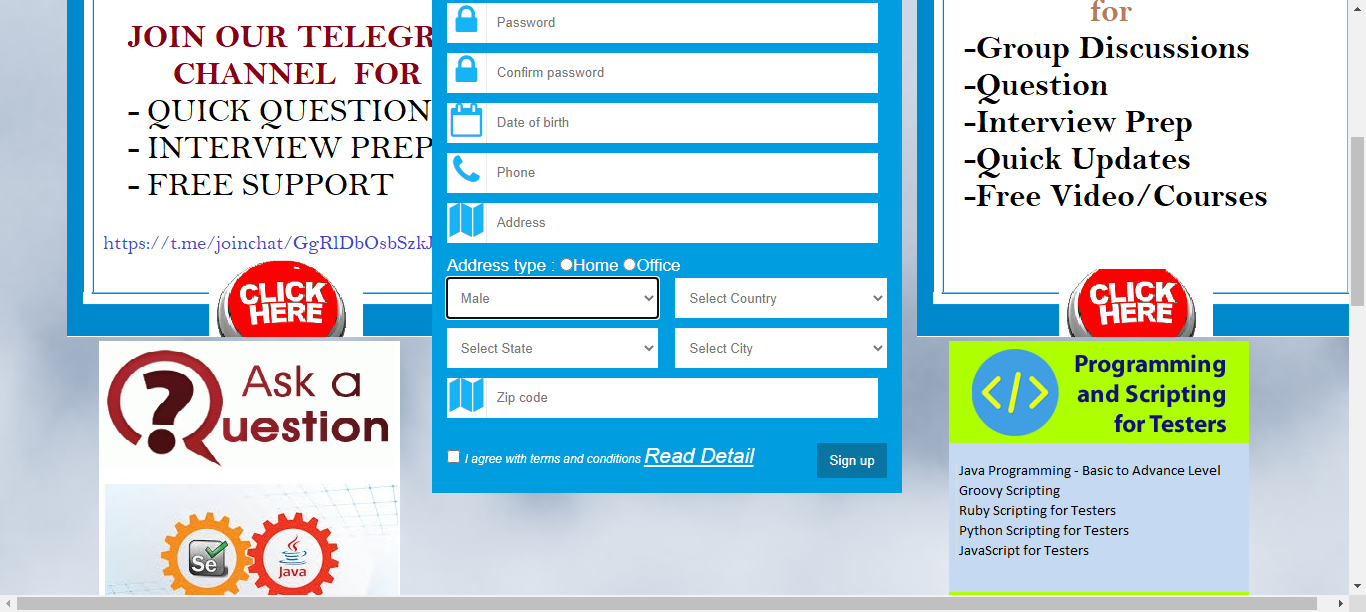 JOIN OUR TELEGR
CHANNEL FOR
- QUICK QUESTION
- INTERVIEW PREP
- FREE SUPPORT
https://t.me/joinchat/GgRlDbOsbSzkJ
CLICK
HERE
Ask a
uestion
Se
Java
Password
Confirm password
Date of birth
Phone
Address
Address type : Home Office
Male
Select Country
Select State
Select City
Zip code
I agree with terms and conditions Read Detail
Sign up
for
-Group Discussions
-Question
-Interview Prep
-Quick Updates
-Free Video/Courses
CLICK
HERE
</>
Programming
and Scripting
for Testers
Java Programming - Basic to Advance Level
Groovy Scripting
Ruby Scripting for Testers
Python Scripting for Testers
JavaScript for Testers